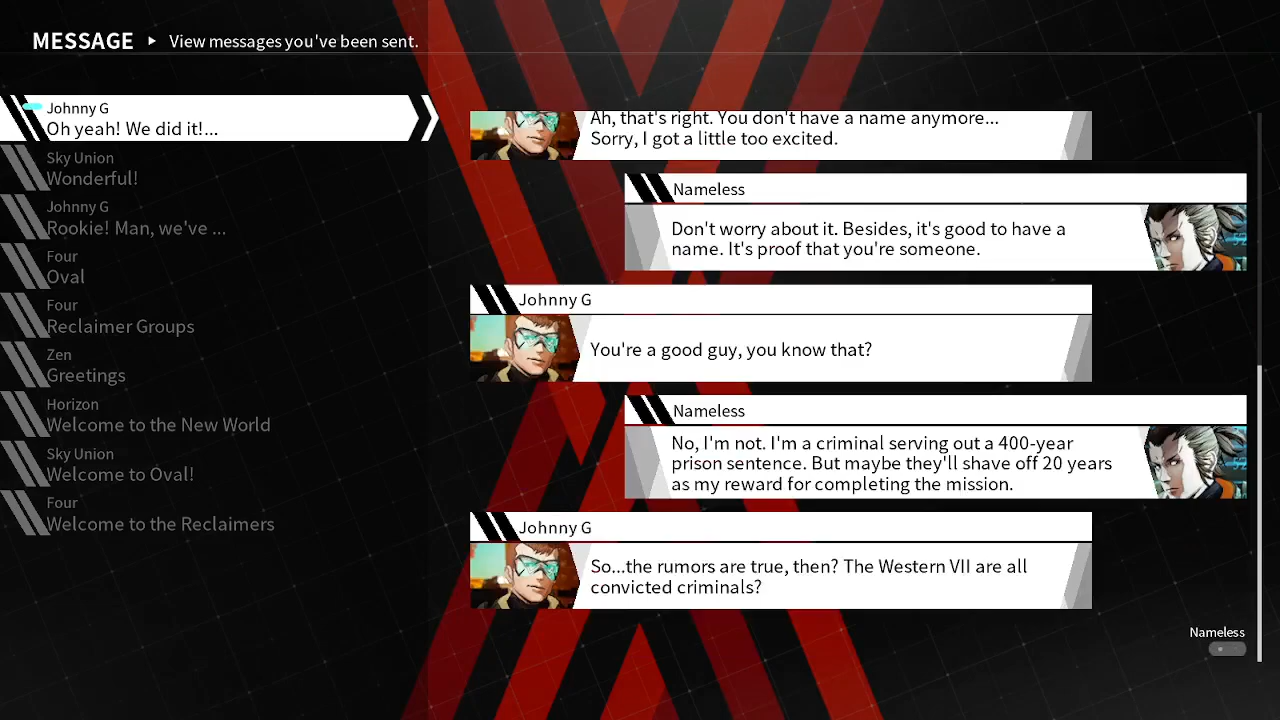 MESSAGE
View messages you've been sent.
Johnny G
Oh yeah! We did it!...
Sky Union
Wonderful!
Johnny G
Rookie! Man, we've ...
Four
Oval
Four
Reclaimer Groups
Zen
Greetings
Horizon
Welcome to the New World
Sky Union
Welcome to Oval!
Four
Welcome to the Reclaimers
Ah, that's right. You don't have a name anymore...
Sorry, I got a little too excited.
Nameless
Don't worry about it. Besides, it's good to have a
name. It's proof that you're someone.
Johnny G
You're a good guy, you know that?
Nameless
No, I'm not. I'm a criminal serving out a 400-year
prison sentence. But maybe they'll shave off 20 years
as my reward for completing the mission.
Johnny G
So...the rumors are true, then? The Western VII are all
convicted criminals?
Nameless